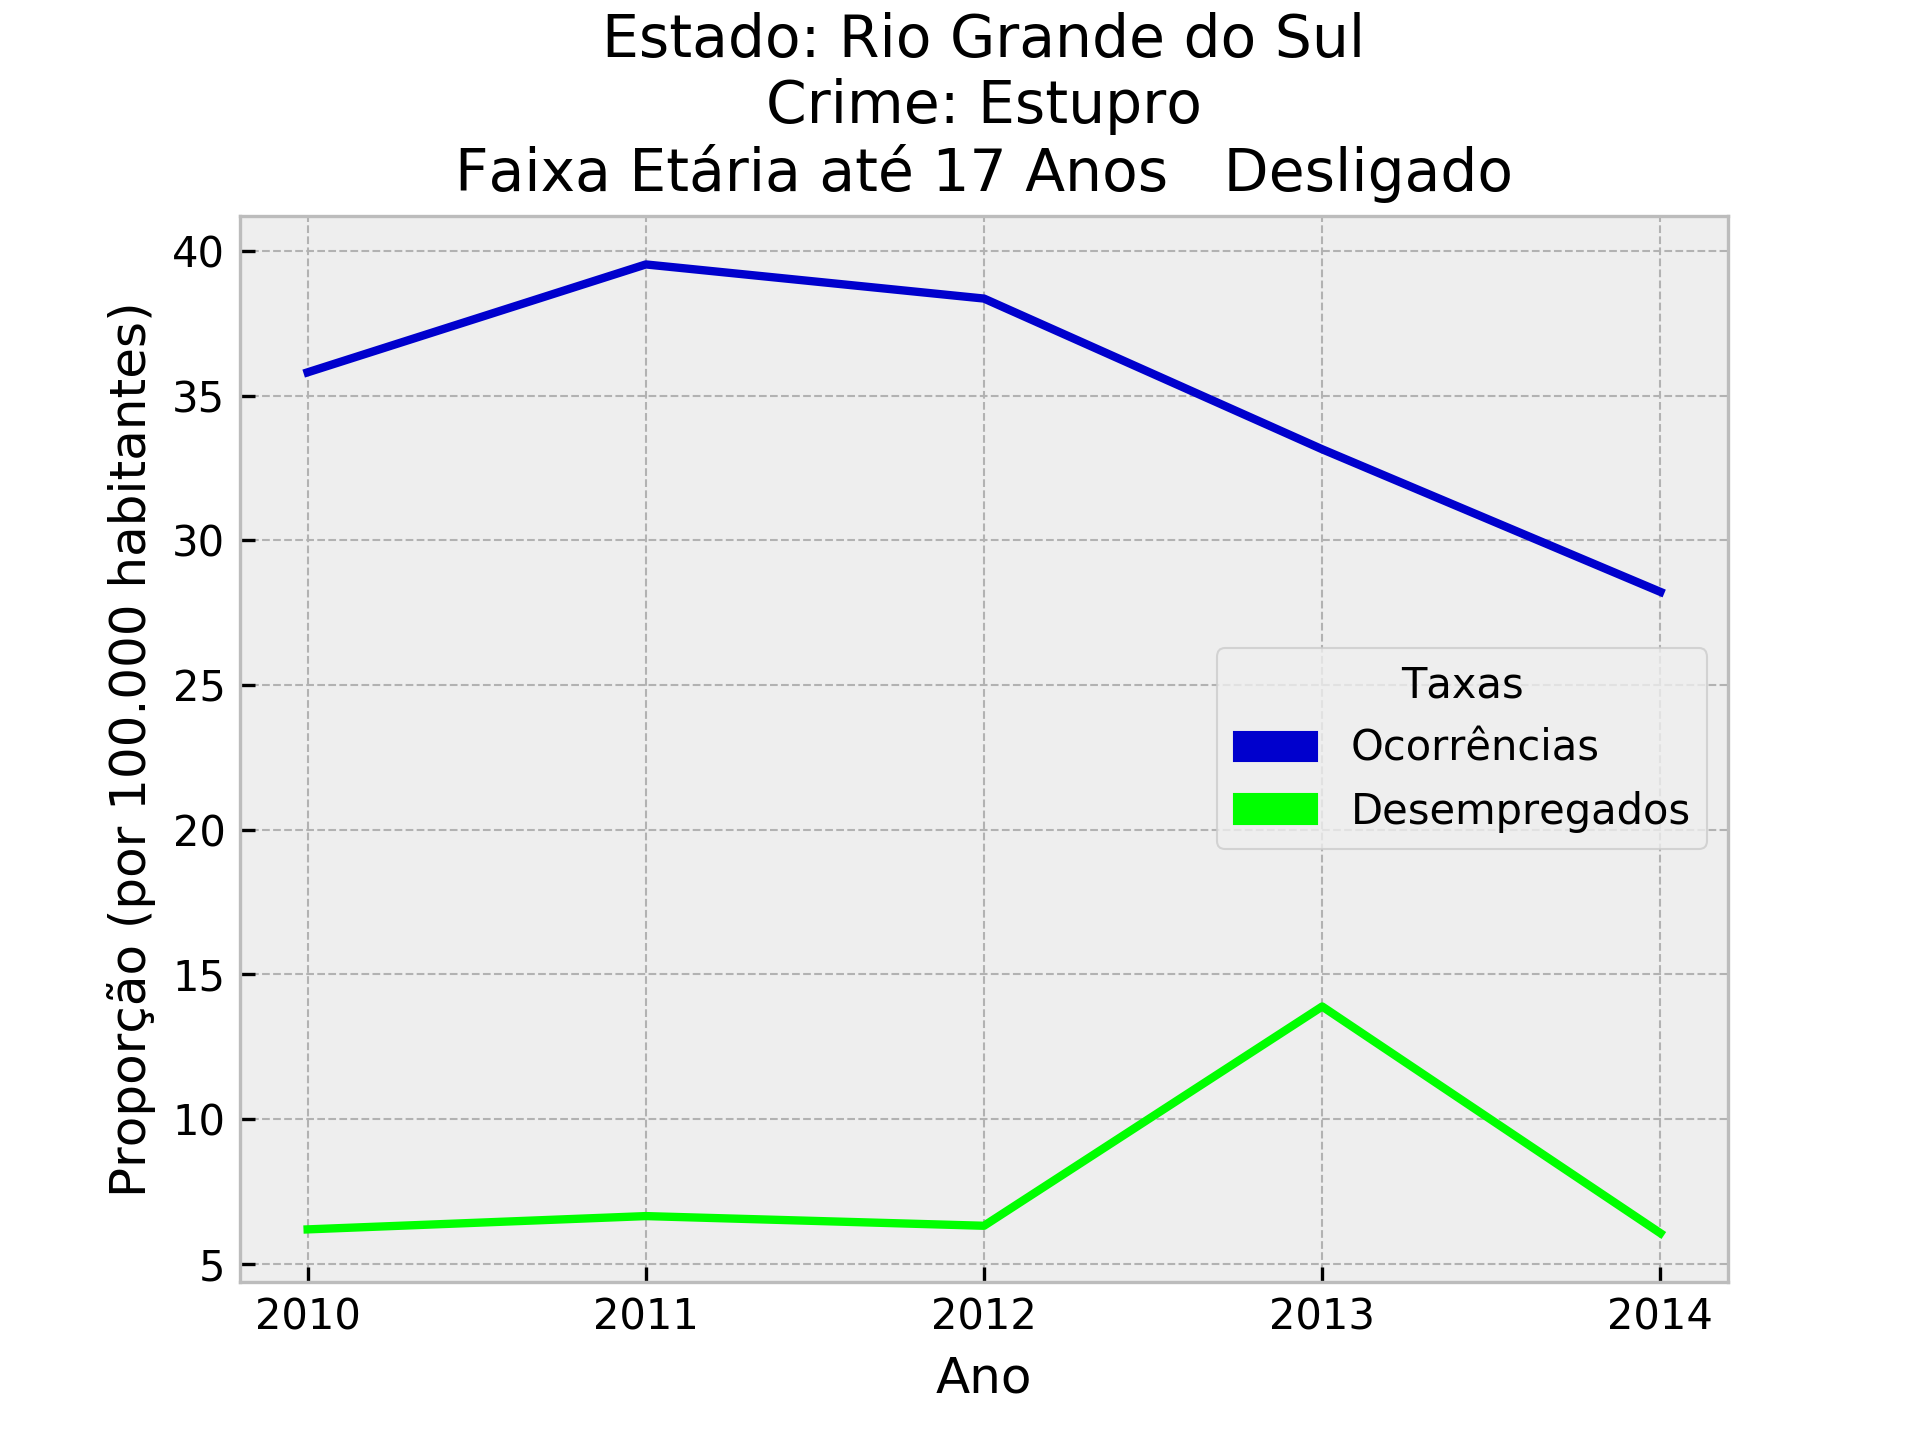 Estado: Rio Grande do Sul
Crime: Estupro
Faixa Etária até 17 Anos   Desligado
Proporção (por 100.000 habitantes)
40
35
30
25
20
15
10
5
Taxas
Ocorrências
Desempregados
2010 2011 2012 2013 2014
Ano